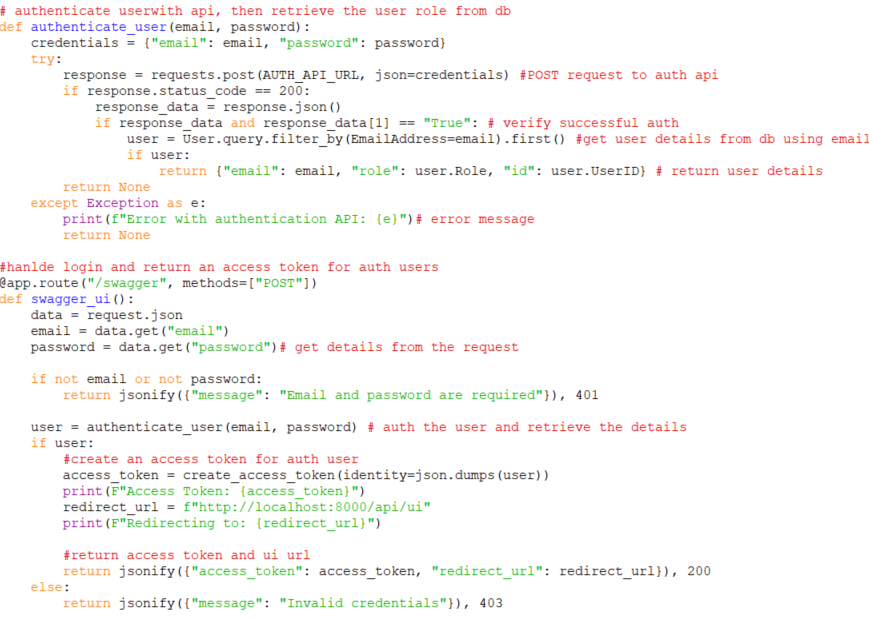 # authenticate userwith api, then retrieve the user role from db
def authenticate_user(email, password):
    credentials = {"email": email, "password": password}
    try:
        response = requests.post(AUTH_API_URL, json=credentials) #POST request to auth api
        if response.status_code == 200:
            response_data = response.json()
            if response_data and response_data[1] == "True": # verify successful auth
                user = User.query.filter_by(EmailAddress=email).first() #get user details from db using email
                if user:
                    return {"email": email, "role": user.Role, "id": user.UserID} # return user details
        return None
    except Exception as e:
        print(f"Error with authentication API: {e}")# error message
        return None

#hanlde login and return an access token for auth users
@app.route("/swagger", methods=["POST"])
def swagger_ui():
    data = request.json
    email = data.get("email")
    password = data.get("password")# get details from the request

    if not email or not password:
        return jsonify({"message": "Email and password are required"}), 401

    user = authenticate_user(email, password) # auth the user and retrieve the details
    if user:
        #create an access token for auth user
        access_token = create_access_token(identity=json.dumps(user))
        print(F"Access Token: {access_token}")
        redirect_url = f"http://localhost:8000/api/ui"
        print(F"Redirecting to: {redirect_url}")

        #return access token and ui url
        return jsonify({"access_token": access_token, "redirect_url": redirect_url}), 200
    else:
        return jsonify({"message": "Invalid credentials"}), 403